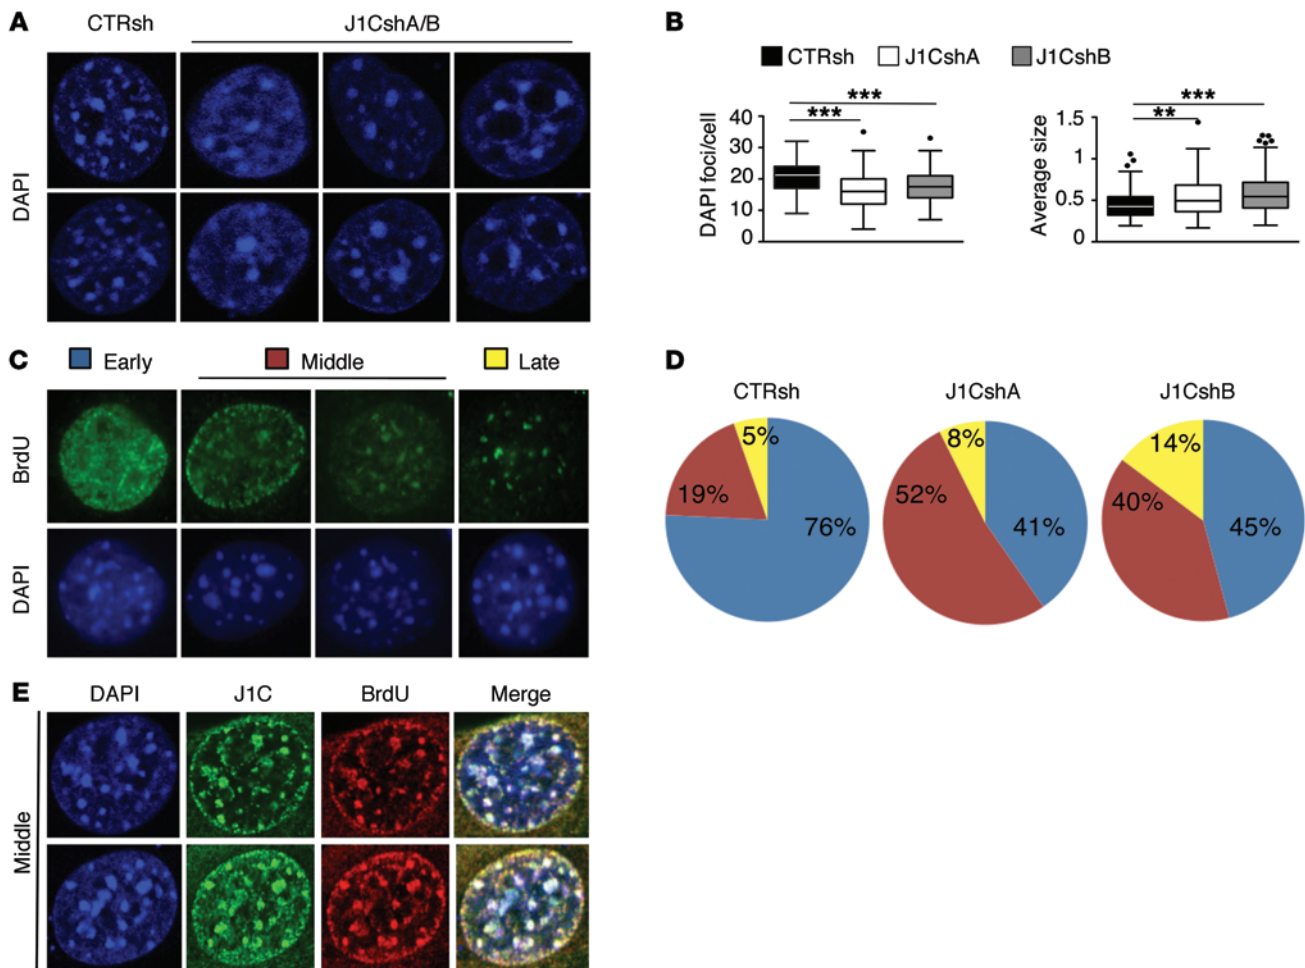 A
CTRsh
J1CshA/B
DAPI
B
CTRsh J1CshA J1CshB
DAPI foci/cell
40
30
20
10
0
***
***
Average size
1.5
1
0.5
0
***
**
C
Early Middle Late
BrdU
DAPI
D
CTRsh
5%
19%
76%
J1CshA
8%
52%
41%
J1CshB
14%
40%
45%
E
DAPI J1C BrdU Merge
Middle